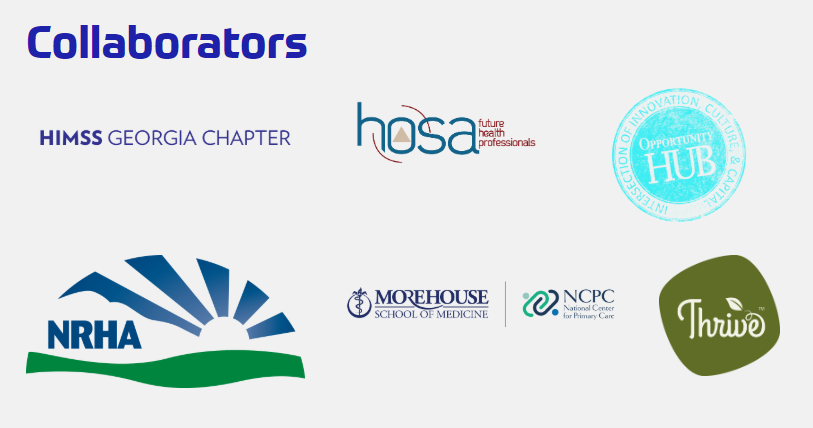 Collaborators
HIMSS GEORGIA CHAPTER
hosa
future
health
professionals
INTERSECTION OF INNOVATION, CULTURE, & CAPITAL
OPPORTUNITY
HUB
NRHA
MOREHOUSE
SCHOOL OF MEDICINE
NCPC
National Center
for Primary Care
Thrive™